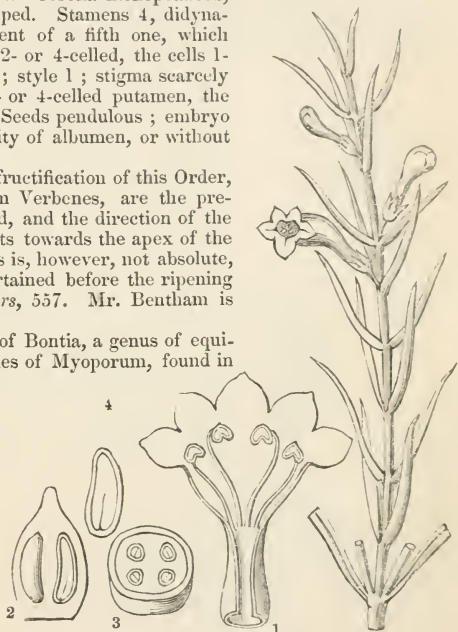 ped. Stamens 4, didyna-
ent of a fifth one, which
2- or 4-celled, the cells 1-
; style 1 ; stigma scarcely
or 4-celled putamen, the
Seeds pendulous ; embryo
ity of albumen, or without
fructification of this Order,
n Verbenes, are the pre-
d, and the direction of the
ts towards the apex of the
s is, however, not absolute,
rtained before the ripening
rs, 557. Mr. Bentham is
of Bontia, a genus of equi-
es of Myoporum, found in
4
2
3
1